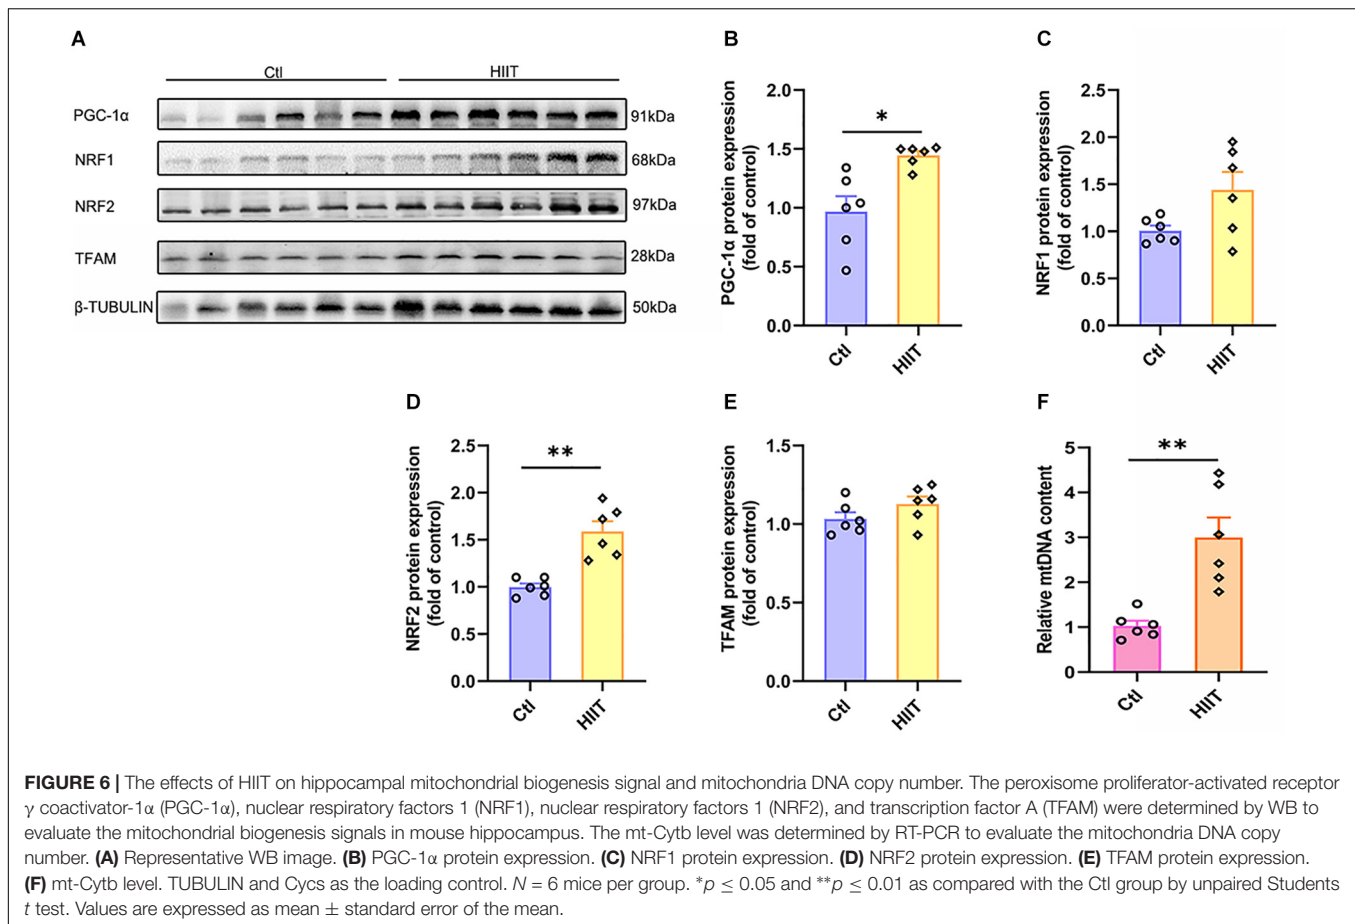 A
Ctl
HIIT
PGC-1α
91kDa
NRF1
68kDa
NRF2
97kDa
TFAM
28kDa
β-TUBULIN
50kDa
B
PGC-1α protein expression
(fold of control)
2.0
1.5
1.0
0.5
0.0
*
Ctl
HIIT
C
NRF1 protein expression
(fold of control)
2.5
2.0
1.5
1.0
0.5
0.0
Ctl
HIIT
D
NRF2 protein expression
(fold of control)
2.5
2.0
1.5
1.0
0.5
0.0
**
Ctl
HIIT
E
TFAM protein expression
(fold of control)
1.5
1.0
0.5
0.0
Ctl
HIIT
F
Relative mtDNA content
5
4
3
2
1
0
**
Ctl
HIIT
FIGURE 6 | The effects of HIIT on hippocampal mitochondrial biogenesis signal and mitochondria DNA copy number. The peroxisome proliferator-activated receptor
γ coactivator-1α (PGC-1α), nuclear respiratory factors 1 (NRF1), nuclear respiratory factors 1 (NRF2), and transcription factor A (TFAM) were determined by WB to
evaluate the mitochondrial biogenesis signals in mouse hippocampus. The mt-Cytb level was determined by RT-PCR to evaluate the mitochondria DNA copy
number. (A) Representative WB image. (B) PGC-1α protein expression. (C) NRF1 protein expression. (D) NRF2 protein expression. (E) TFAM protein expression.
(F) mt-Cytb level. TUBULIN and Cycs as the loading control. N = 6 mice per group. *p ≤ 0.05 and **p ≤ 0.01 as compared with the Ctl group by unpaired Students
t test. Values are expressed as mean ± standard error of the mean.